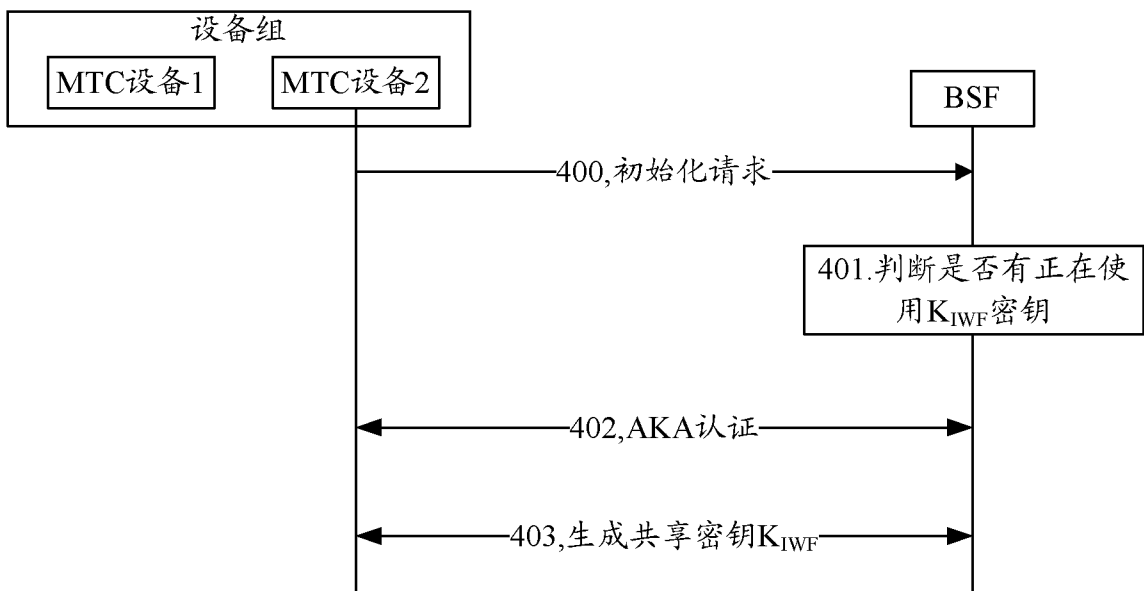 设备组
MTC设备1
MTC设备2
BSF
400,初始化请求
401.判断是否有正在使
用KIWF密钥
402,AKA认证
403,生成共享密钥KIWF